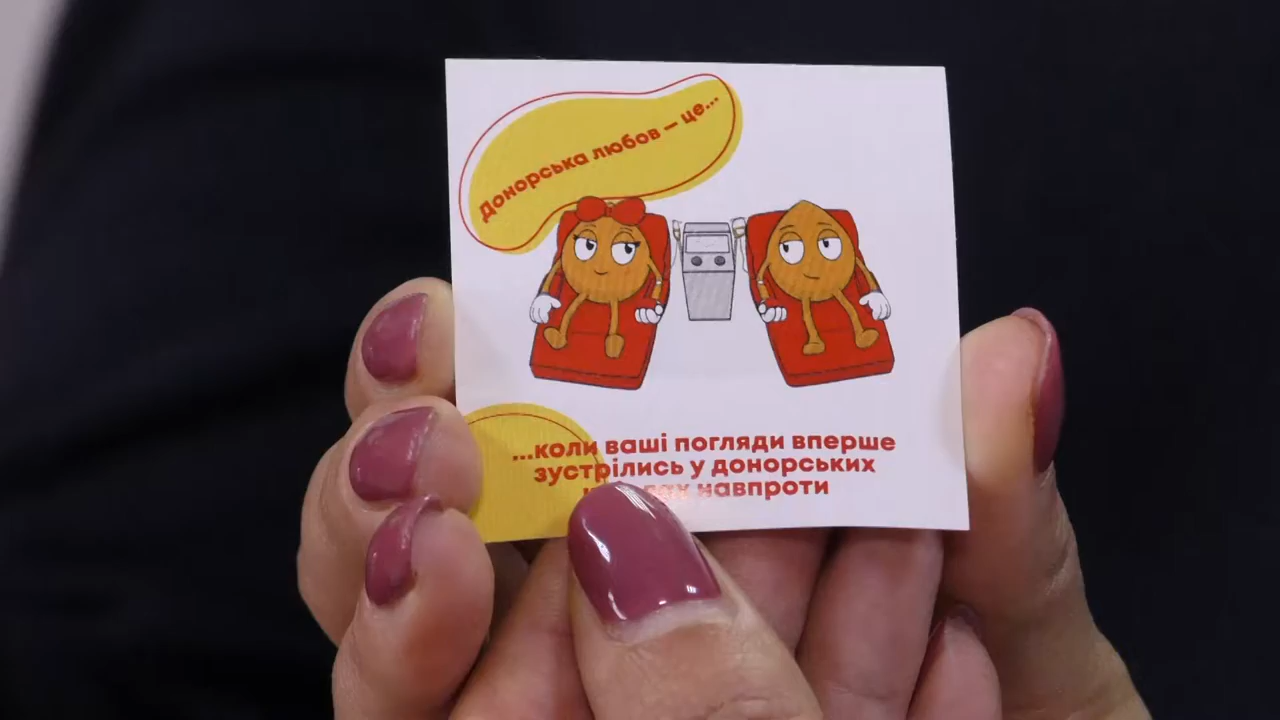 Донорська любов — це...
...коли ваші погляди вперше
зустрілись у донорських
навпроти